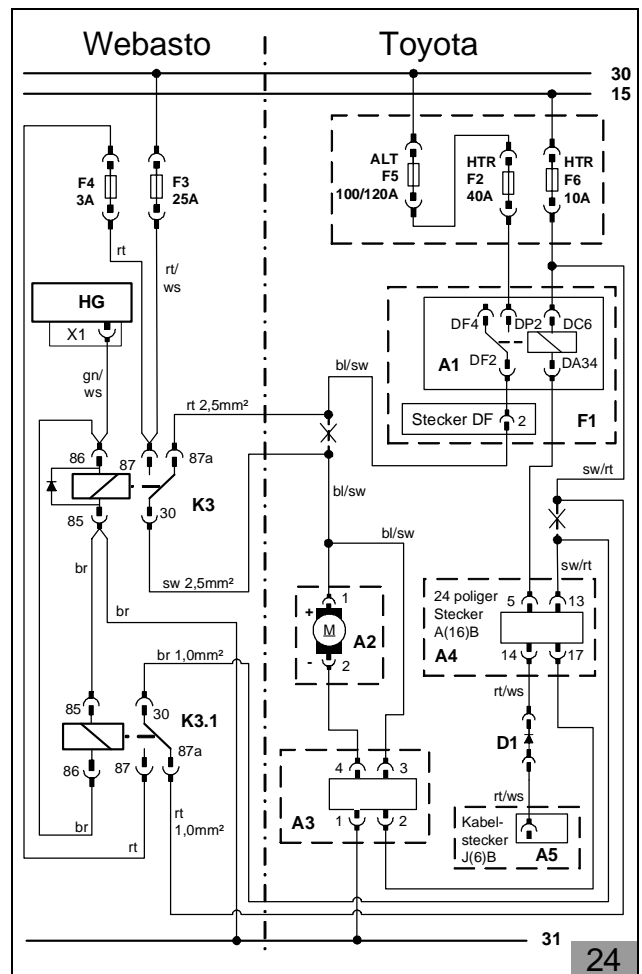 Webasto
Toyota
30
15
F4
3A
F3
25A
ALT
F5
100/120A
HTR
F2
40A
HTR
F6
10A
rt
rt/
ws
HG
X1
gn/
ws
DF4
DP2
DC6
A1
DF2
DA34
bl/sw
Stecker DF
2
F1
rt 2,5mm²
86
87
87a
sw/rt
K3
85
30
bl/sw
bl/sw
sw/rt
br
sw 2,5mm²
br
1
+
M
A2
-
2
24 poliger
Stecker
A(16)B
5
13
A4
14
17
br 1,0mm²
rt/ws
85
30
K3.1
87a
D1
86
87
4
3
rt/ws
br
rt
rt
1,0mm²
A3
1
2
Kabel-
stecker
J(6)B
A5
31
24